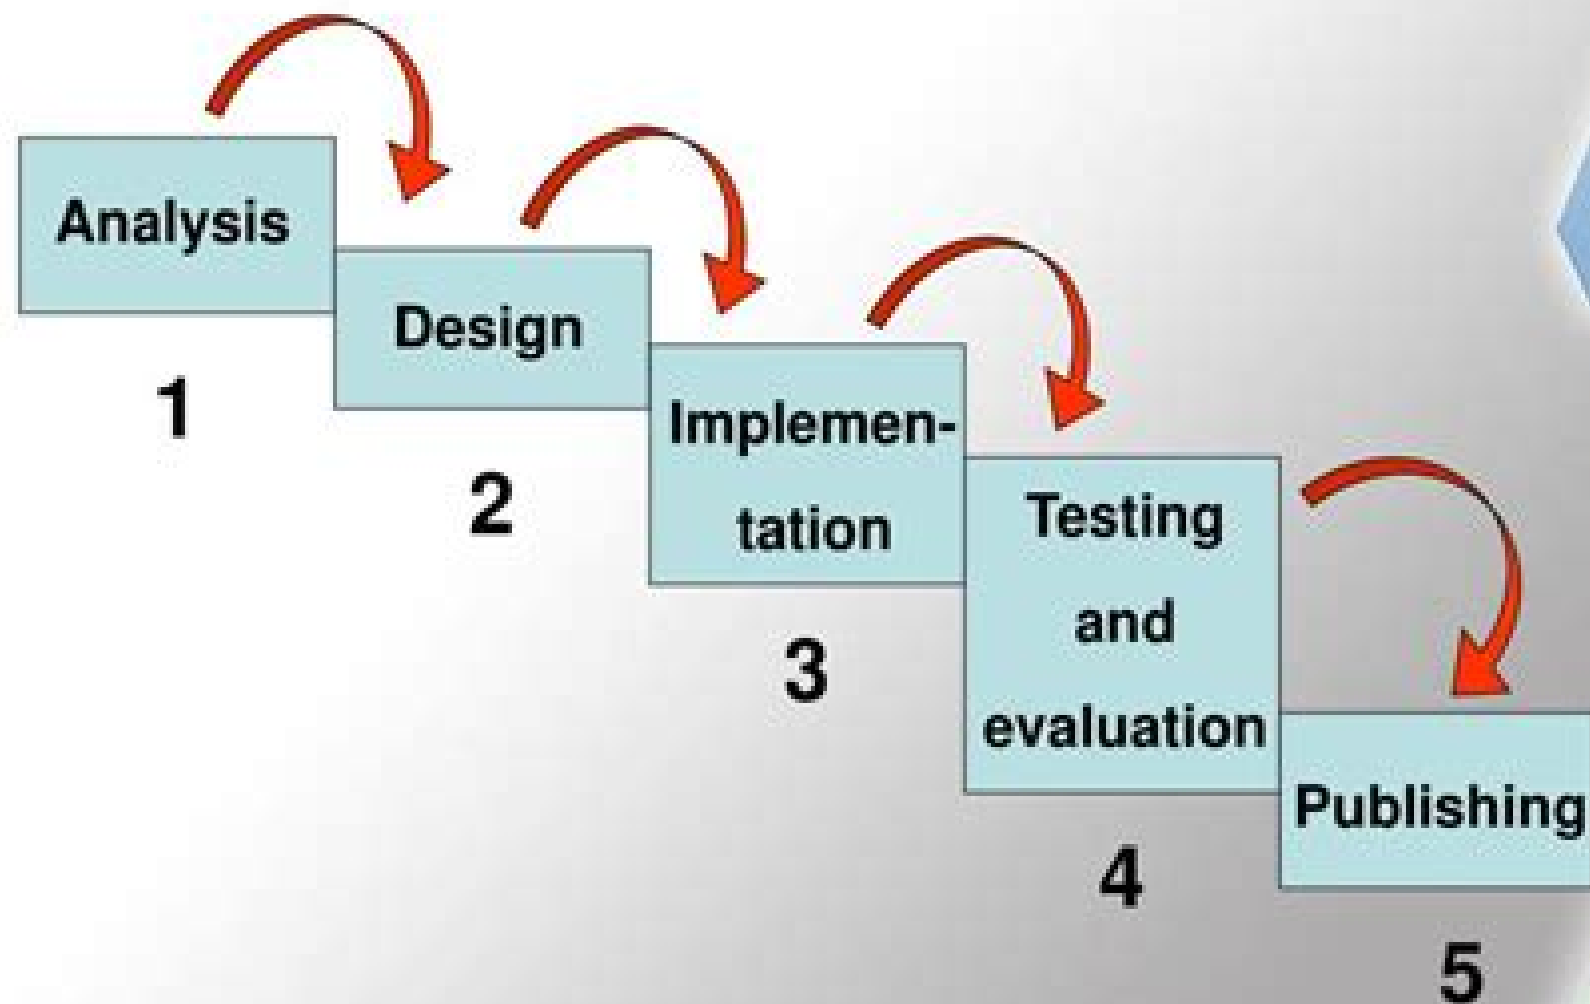 Analysis
1
Design
2
Implemen-
tation
3
Testing
and
evaluation
4
Publishing
5